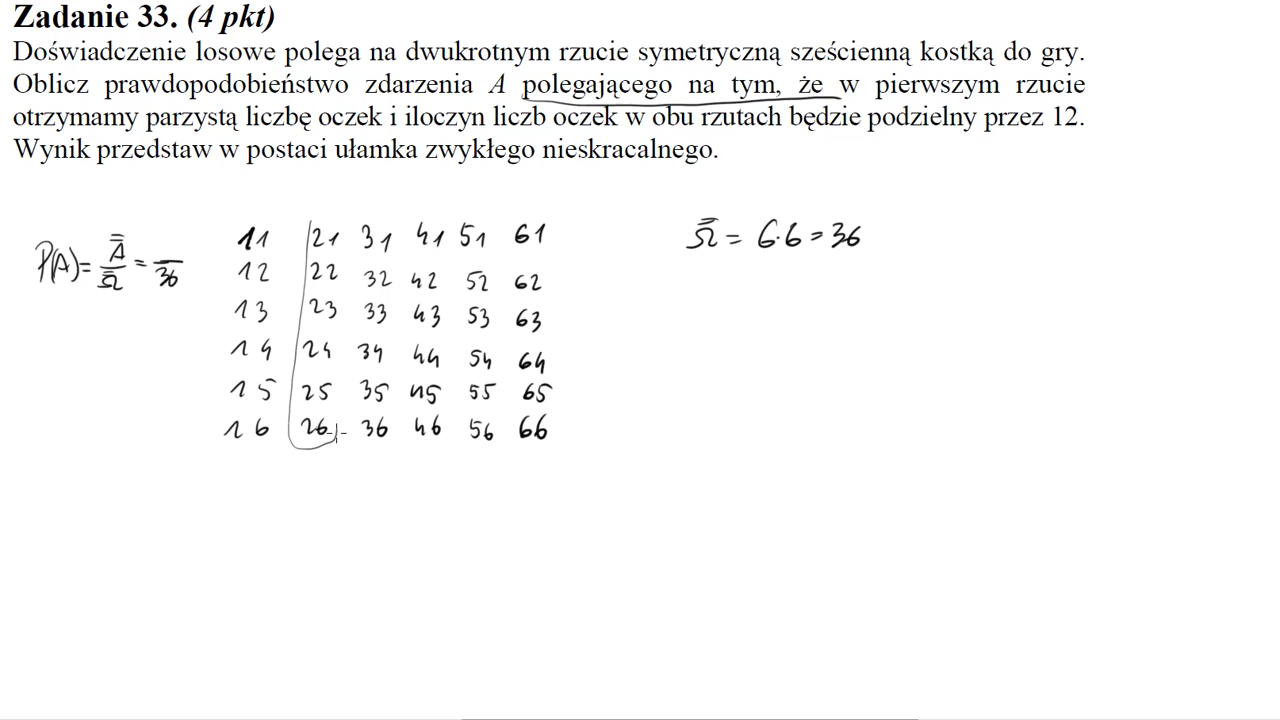 Zadanie 33. (4 pkt)
Doświadczenie losowe polega na dwukrotnym rzucie symetryczną sześcienną kostką do gry.
Oblicz prawdopodobieństwo zdarzenia A polegającego na tym, że w pierwszym rzucie
otrzymamy parzystą liczbę oczek i iloczyn liczb oczek w obu rzutach będzie podzielny przez 12.
Wynik przedstaw w postaci ułamka zwykłego nieskracalnego.
P(A) = A̿/Ω̿ = /36
11 21 31 41 51 61
12 22 32 42 52 62
13 23 33 43 53 63
14 24 34 44 54 64
15 25 35 45 55 65
16 26 36 46 56 66
Ω̿ = 6·6 = 36